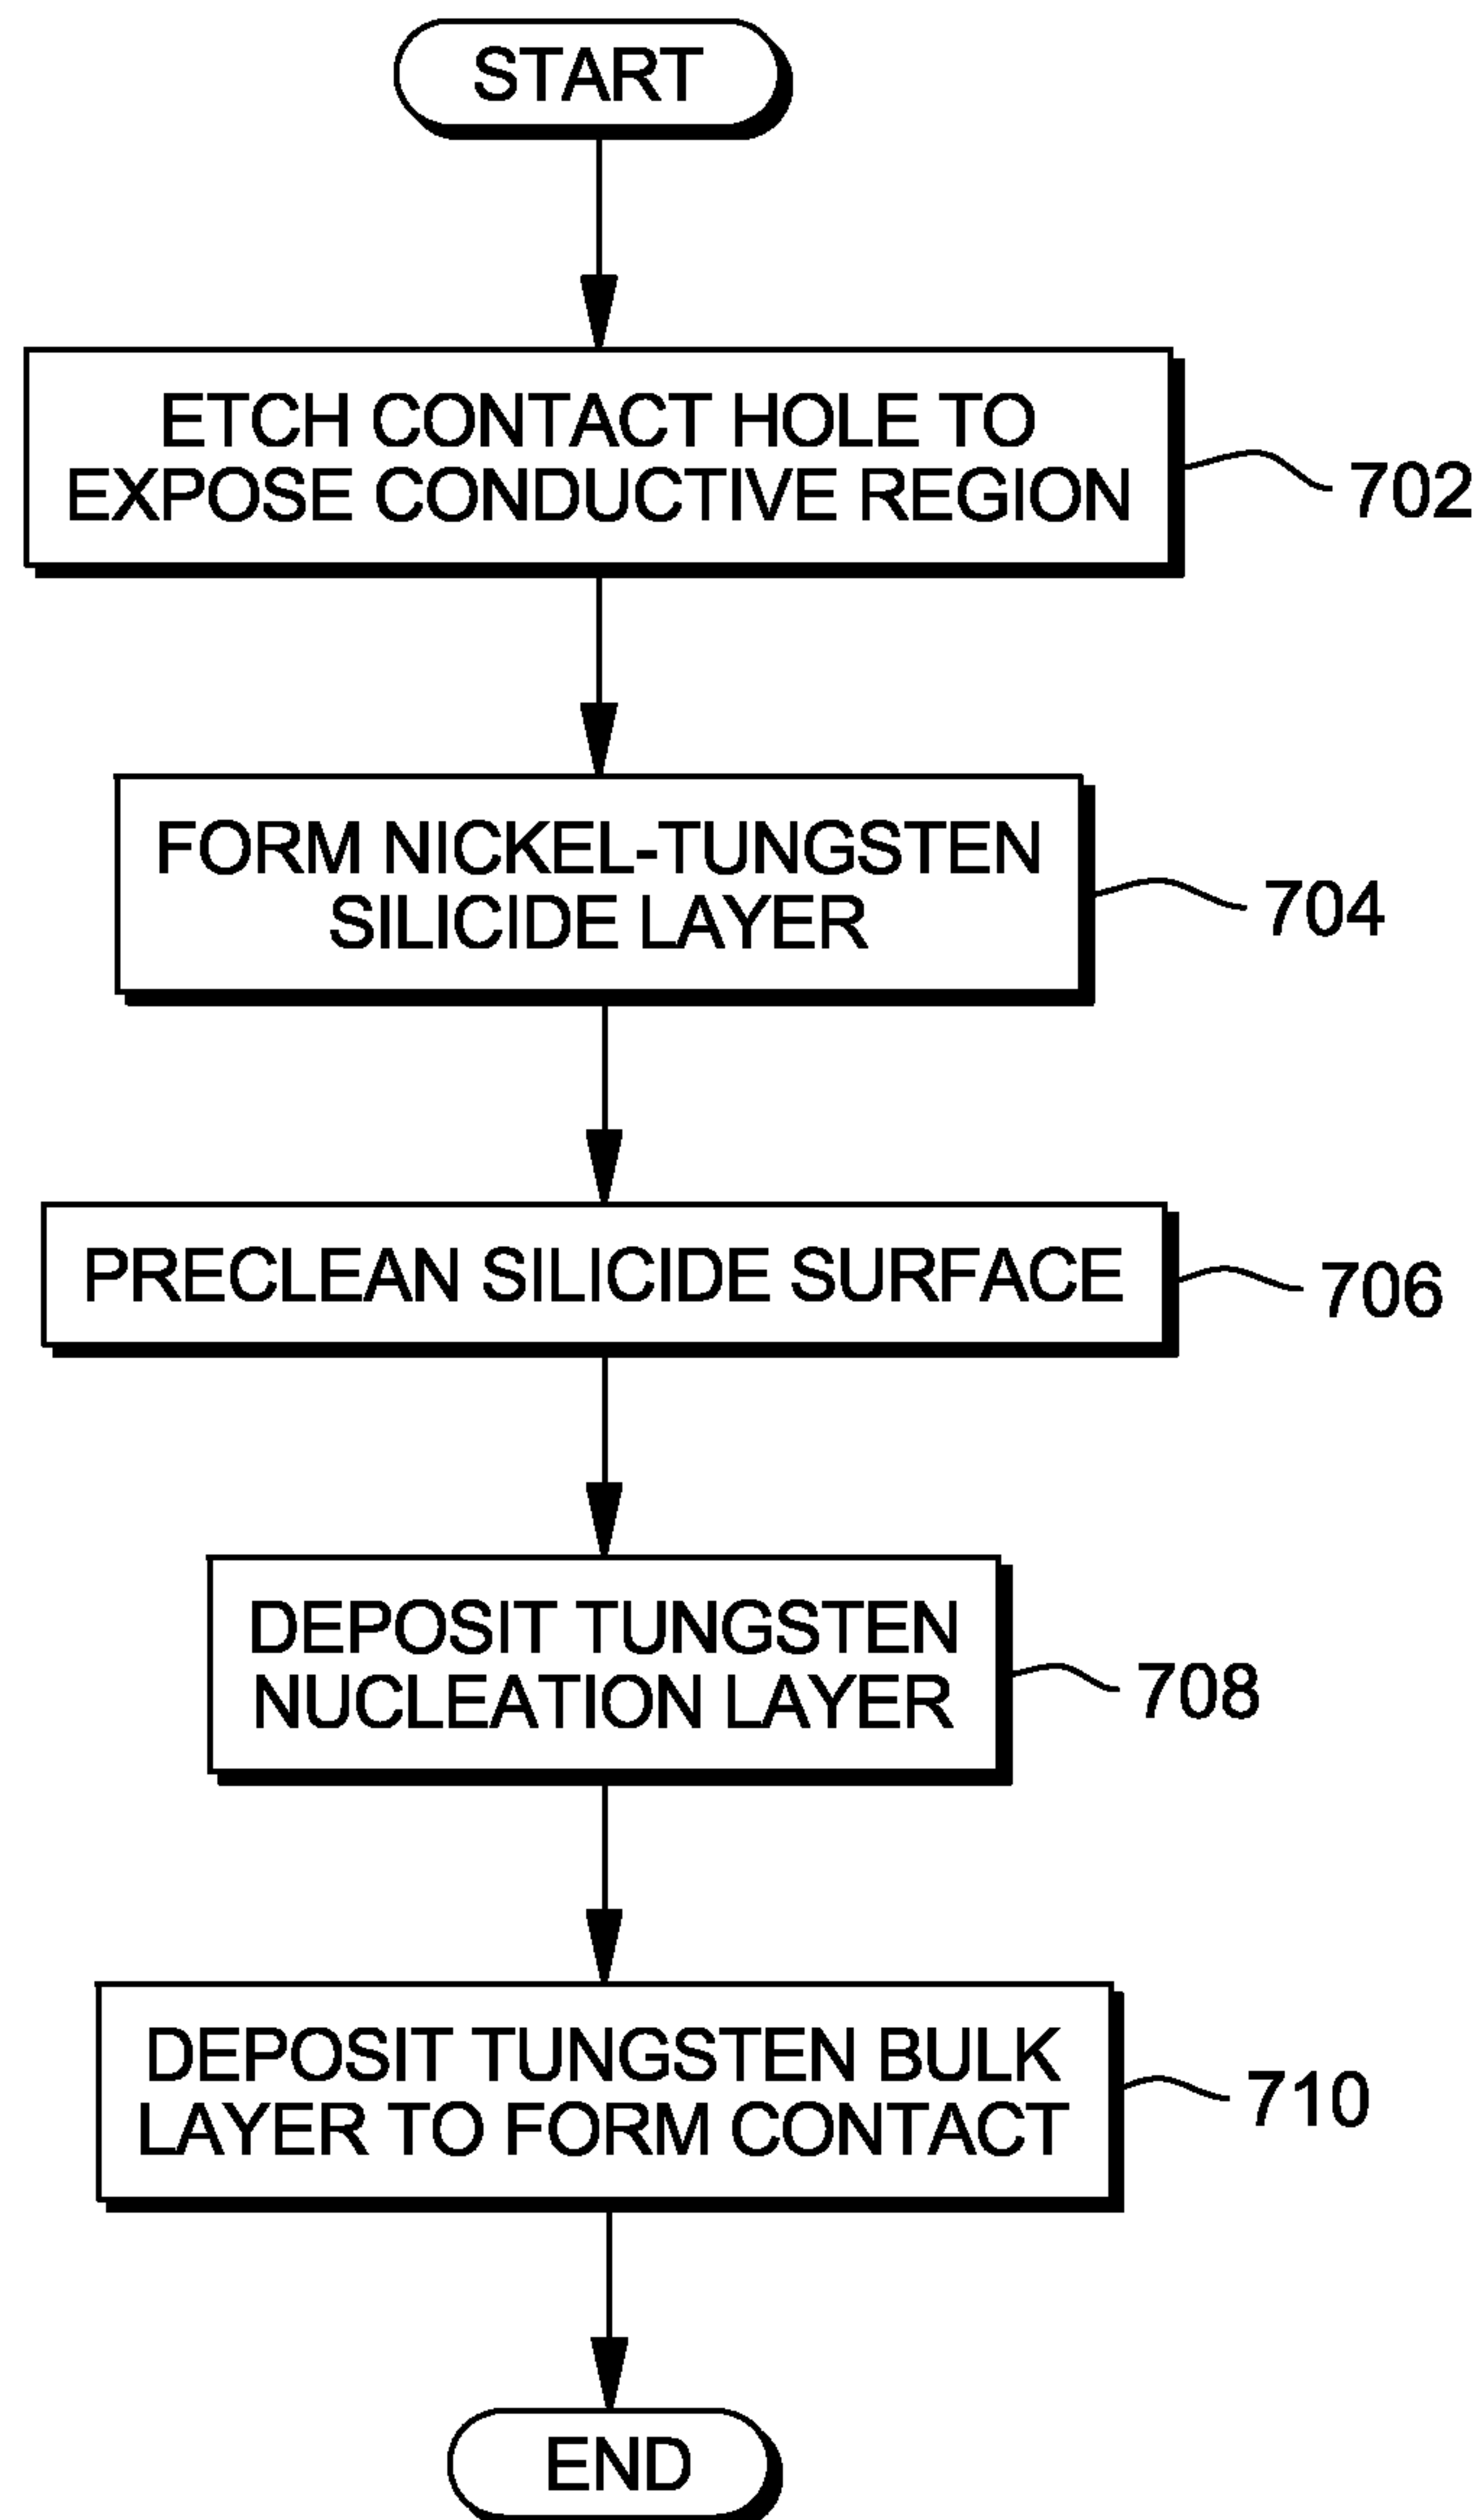 START
ETCH CONTACT HOLE TO
EXPOSE CONDUCTIVE REGION
702
FORM NICKEL-TUNGSTEN
SILICIDE LAYER
704
PRECLEAN SILICIDE SURFACE
706
DEPOSIT TUNGSTEN
NUCLEATION LAYER
708
DEPOSIT TUNGSTEN BULK
LAYER TO FORM CONTACT
710
END